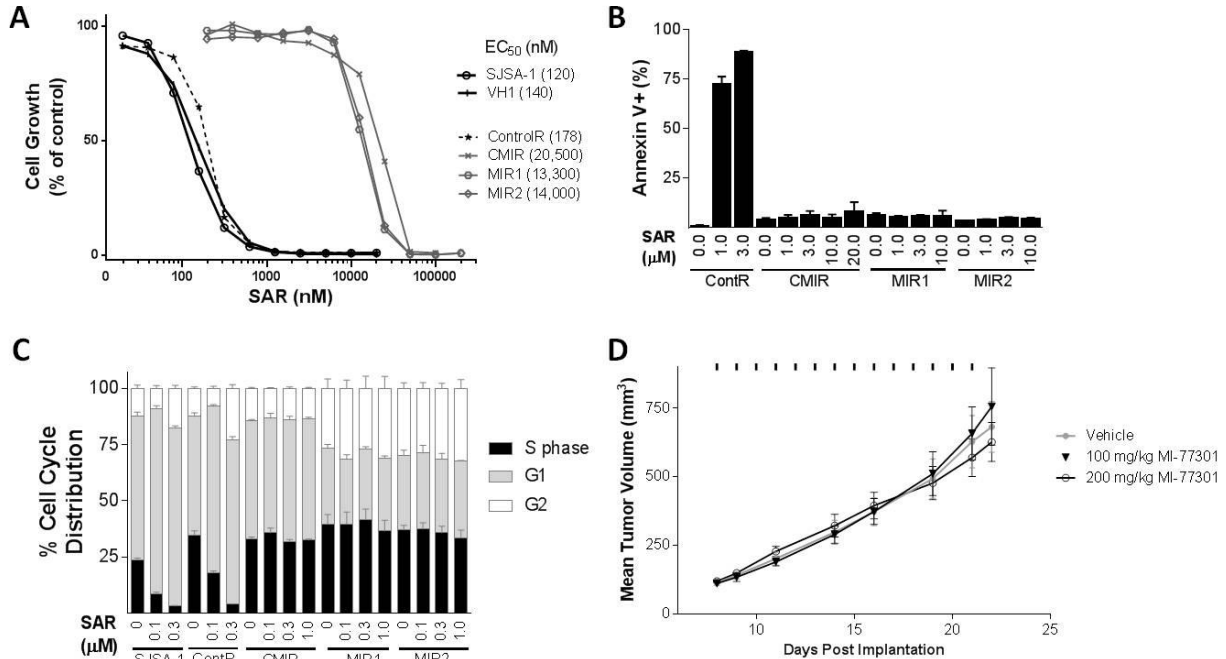 A
Cell Growth
(% of control)
100
50
0
100
10000
100000
SAR (nM)
EC50 (nM)
SJSA-1 (120)
VH1 (140)
ControlR (178)
CMIR (20,500)
MIR1 (13,300)
MIR2 (14,000)
B
Annexin V+ (%)
100
75
50
25
0
SAR
(μM)
0.0 1.0 3.0 0.0 1.0 3.0 10.0 20.0 0.0 1.0 3.0 10.0 0.0 1.0 3.0 10.0
ContR CMIR MIR1 MIR2
C
% Cell Cycle
Distribution
100
75
50
25
S phase
G1
G2
SAR
(μM)
0 0.1 0.3 0 0.1 0.3 0 0.1 0.3 1.0 0 0.1 0.3 1.0 0 0.1 0.3 1.0
SJSA-1 ContR CMIR MIR1 MIR2
D
Mean Tumor Volume (mm3)
750
500
250
0
10 15 20 25
Days Post Implantation
Vehicle
100 mg/kg MI-77301
200 mg/kg MI-77301